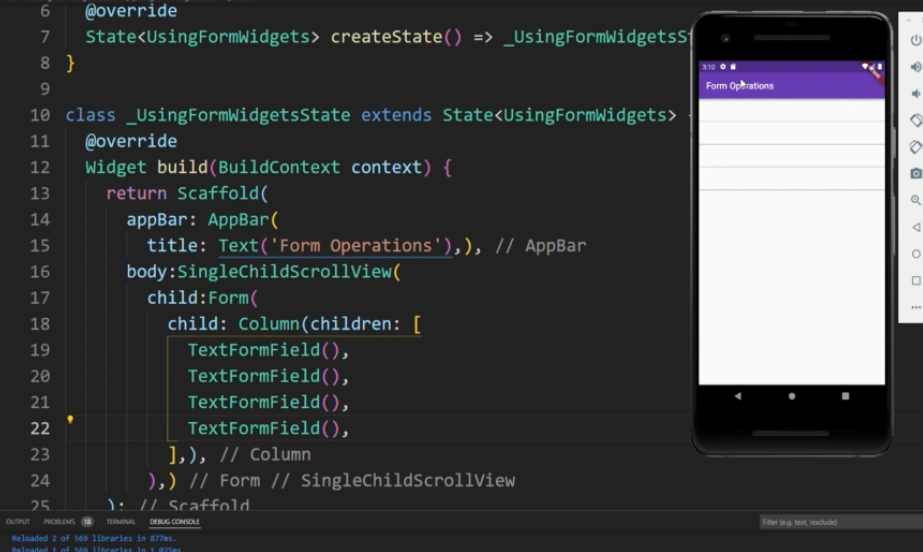 6 @override
7 State<UsingFormWidgets> createState() => _UsingFormWidgetsS
8 }
9
10 class _UsingFormWidgetsState extends State<UsingFormWidgets> {
11 @override
12 Widget build(BuildContext context) {
13 return Scaffold(
14 appBar: AppBar(
15 title: Text('Form Operations'),), // AppBar
16 body:SingleChildScrollView(
17 child:Form(
18 child: Column(children: [
19 TextFormField(),
20 TextFormField(),
21 TextFormField(),
22 TextFormField(),
23 ],), // Column
24 ),) // Form // SingleChildScrollView
25 ); // Scaffold
3:10
Form Operations
OUTPUT PROBLEMS 18 TERMINAL DEBUG CONSOLE
Filter (e.g. text, !exclude)
Reloaded 2 of 569 libraries in 877ms.
Reloaded 1 of 569 libraries in 1.025ms.